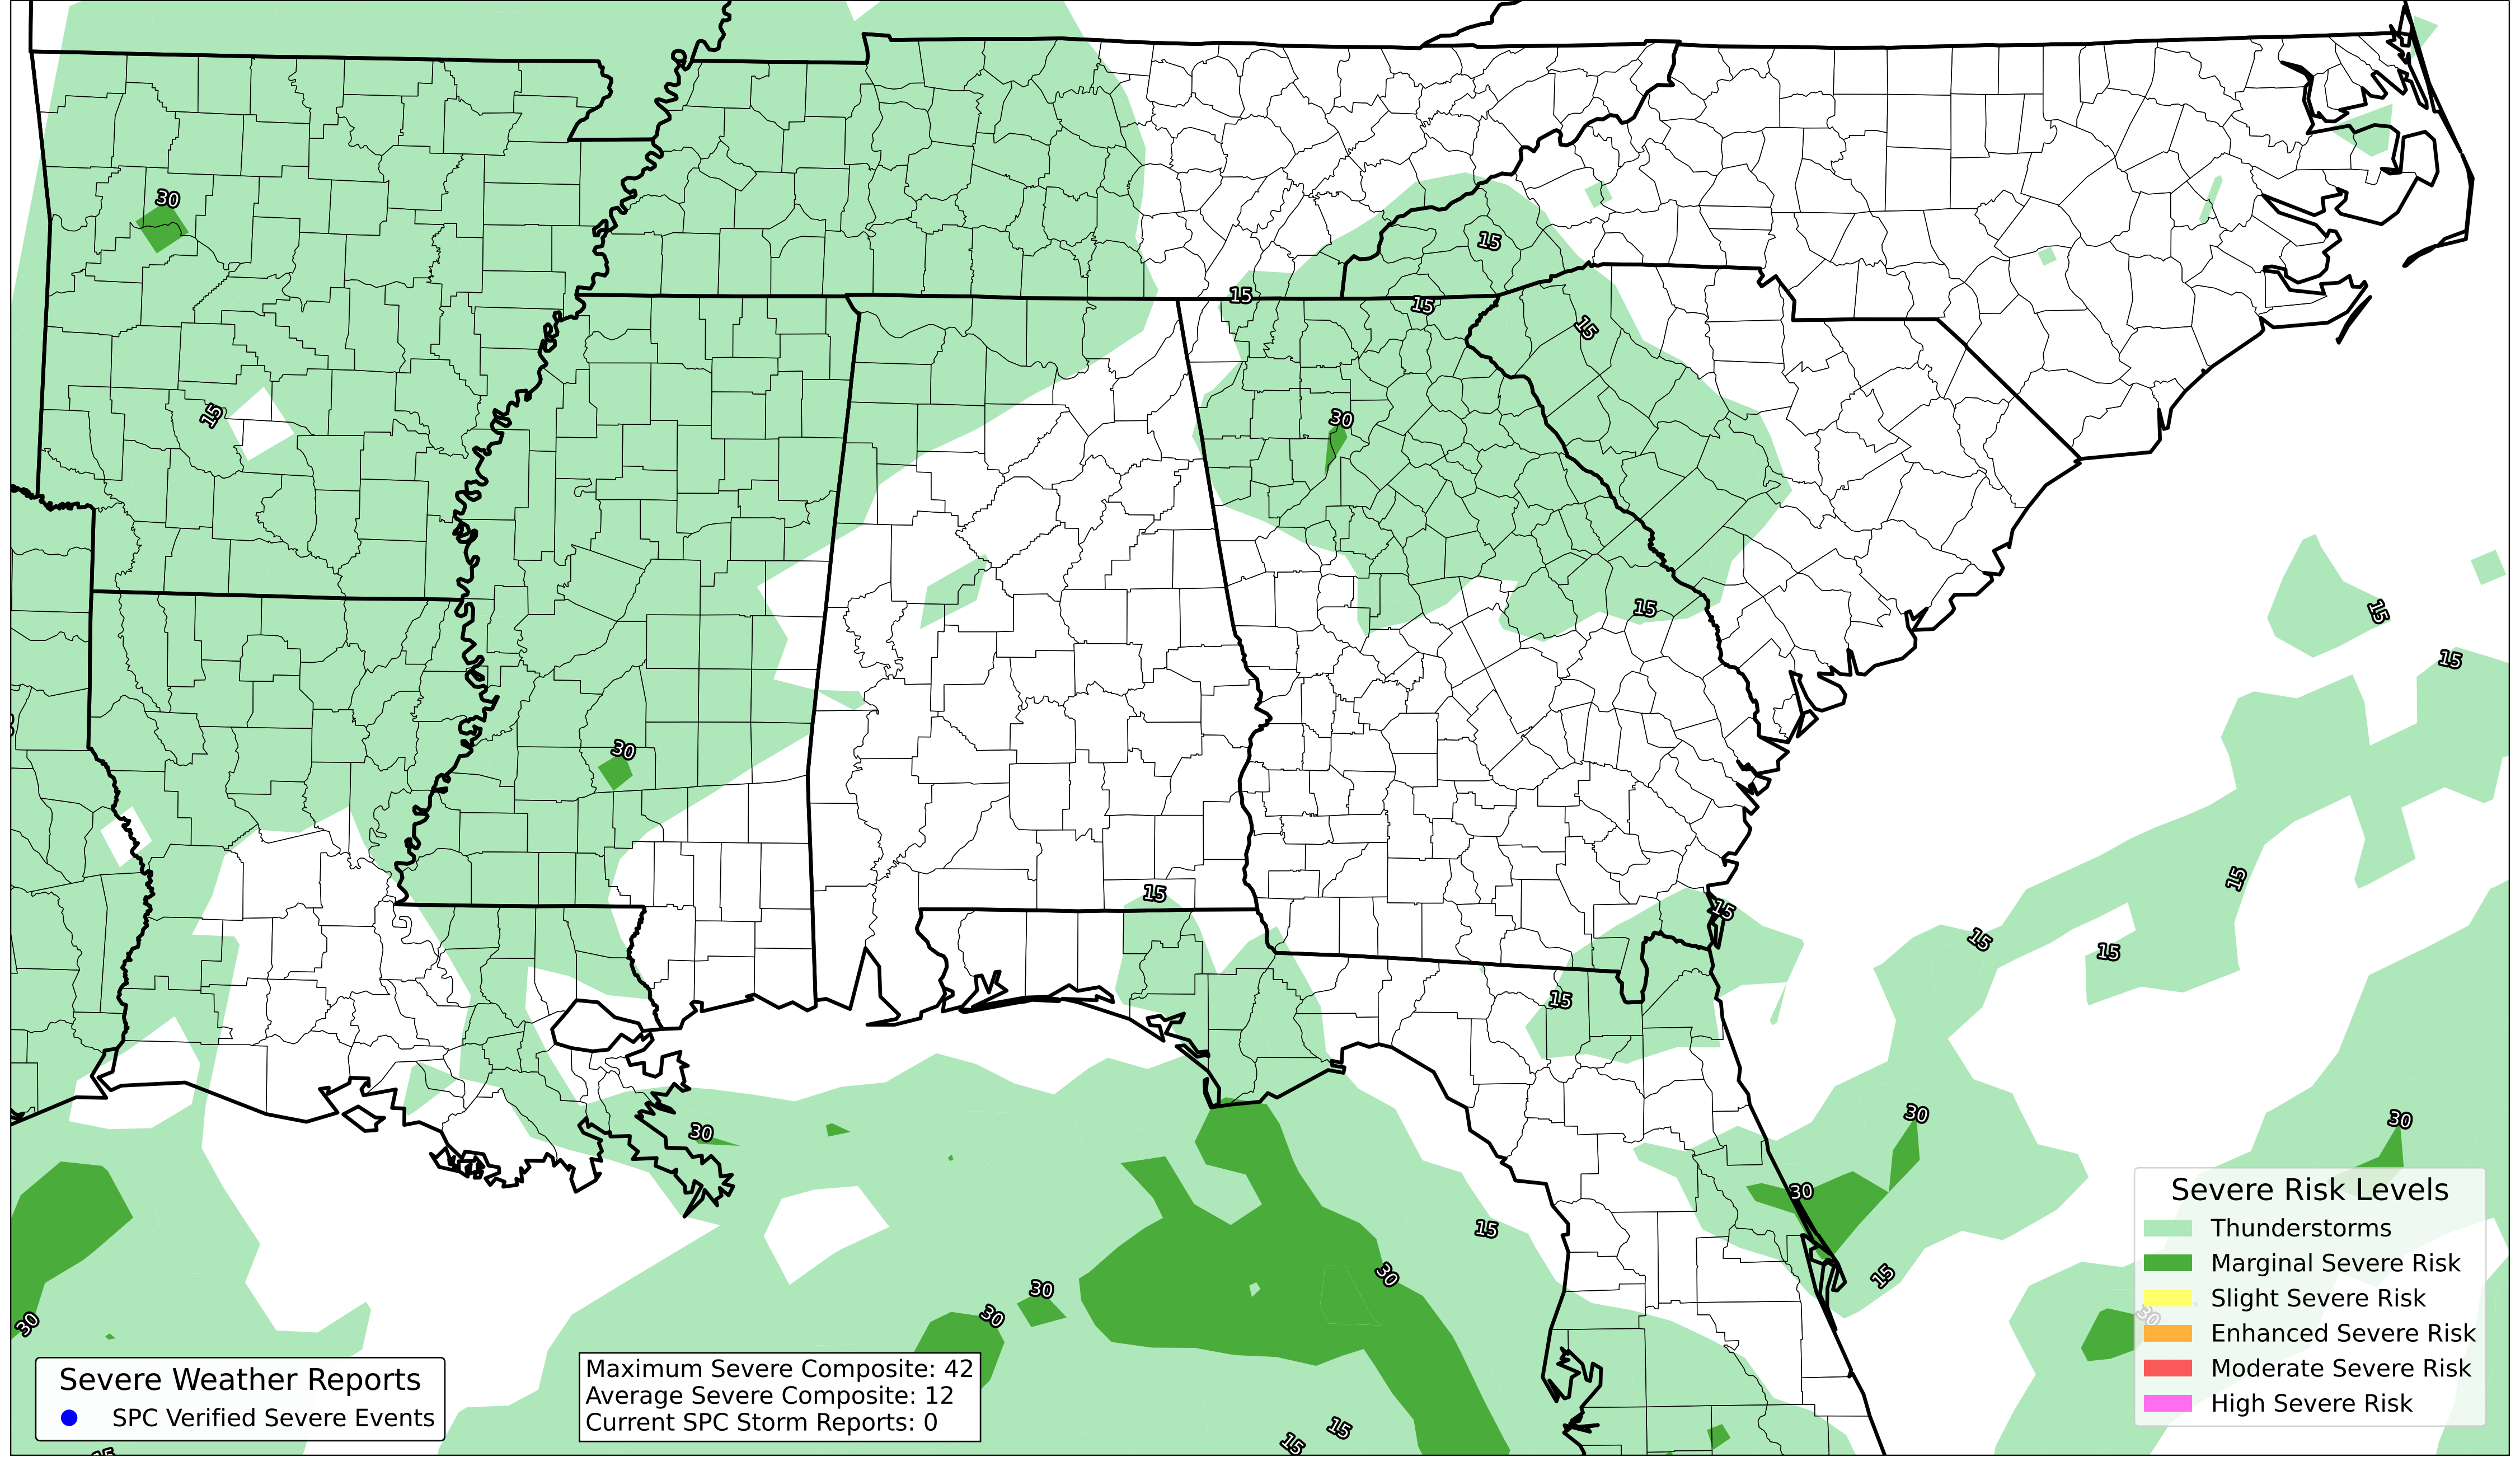 30
15
15
15
15
30
15
15
15
30
15
15
15
15
15
15
30
30
30
30
15
30
30
15
30
30
30
15
15
15
Severe Risk Levels
Thunderstorms
Marginal Severe Risk
Slight Severe Risk
Enhanced Severe Risk
Moderate Severe Risk
High Severe Risk
Severe Weather Reports
SPC Verified Severe Events
Maximum Severe Composite: 42
Average Severe Composite: 12
Current SPC Storm Reports: 0